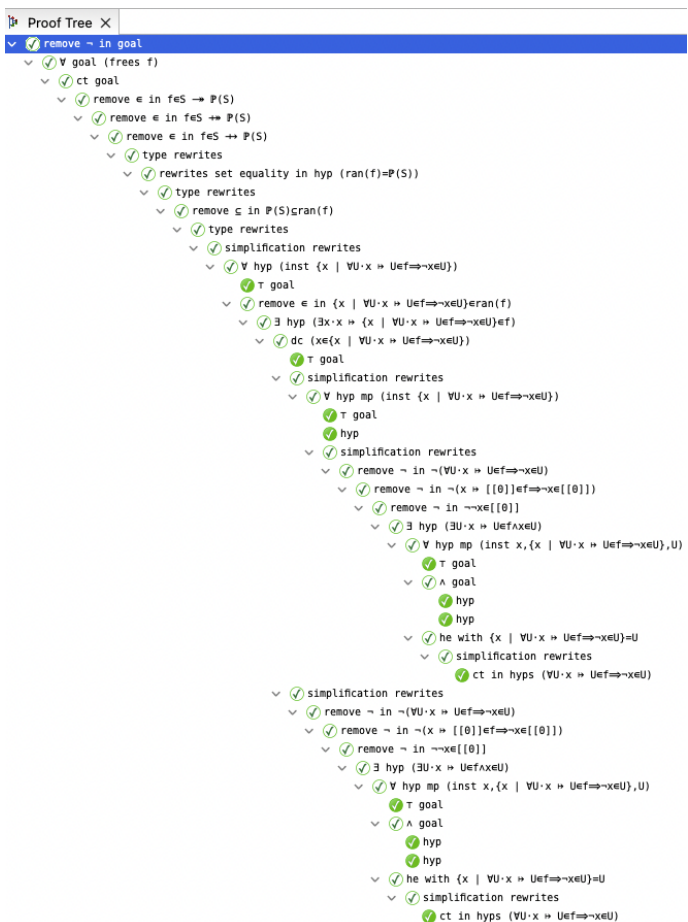 Proof Tree ×
remove ¬ in goal
∀ goal (frees f)
ct goal
remove ∈ in f∈S ↠ ℙ(S)
remove ∈ in f∈S ⤀ ℙ(S)
remove ∈ in f∈S ⇸ ℙ(S)
type rewrites
rewrites set equality in hyp (ran(f)=ℙ(S))
type rewrites
remove ⊆ in ℙ(S)⊆ran(f)
type rewrites
simplification rewrites
∀ hyp (inst {x ∣ ∀U·x ↦ U∈f⇒¬x∈U})
⊤ goal
remove ∈ in {x ∣ ∀U·x ↦ U∈f⇒¬x∈U}∈ran(f)
∃ hyp (∃x·x ↦ {x ∣ ∀U·x ↦ U∈f⇒¬x∈U}∈f)
dc (x∈{x ∣ ∀U·x ↦ U∈f⇒¬x∈U})
⊤ goal
simplification rewrites
∀ hyp mp (inst {x ∣ ∀U·x ↦ U∈f⇒¬x∈U})
⊤ goal
hyp
simplification rewrites
remove ¬ in ¬(∀U·x ↦ U∈f⇒¬x∈U)
remove ¬ in ¬(x ↦ [[0]]∈f⇒¬x∈[[0]])
remove ¬ in ¬¬x∈[[0]]
∃ hyp (∃U·x ↦ U∈f∧x∈U)
∀ hyp mp (inst x,{x ∣ ∀U·x ↦ U∈f⇒¬x∈U},U)
⊤ goal
∧ goal
hyp
hyp
he with {x ∣ ∀U·x ↦ U∈f⇒¬x∈U}=U
simplification rewrites
ct in hyps (∀U·x ↦ U∈f⇒¬x∈U)
simplification rewrites
remove ¬ in ¬(∀U·x ↦ U∈f⇒¬x∈U)
remove ¬ in ¬(x ↦ [[0]]∈f⇒¬x∈[[0]])
remove ¬ in ¬¬x∈[[0]]
∃ hyp (∃U·x ↦ U∈f∧x∈U)
∀ hyp mp (inst x,{x ∣ ∀U·x ↦ U∈f⇒¬x∈U},U)
⊤ goal
∧ goal
hyp
hyp
he with {x ∣ ∀U·x ↦ U∈f⇒¬x∈U}=U
simplification rewrites
ct in hyps (∀U·x ↦ U∈f⇒¬x∈U)